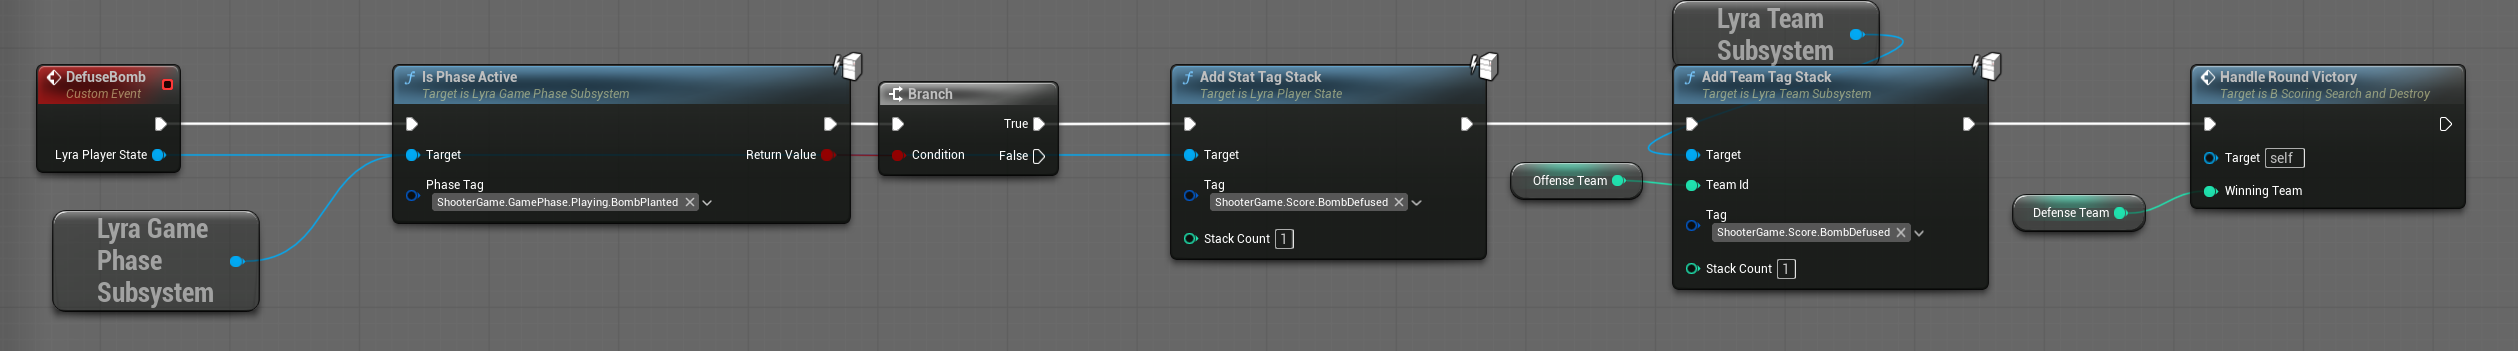 DefuseBomb
Custom Event
Lyra Player State
Lyra Game
Phase
Subsystem
Is Phase Active
Target is Lyra Game Phase Subsystem
Target
Return Value
Phase Tag
ShooterGame.GamePhase.Playing.BombPlanted
Branch
True
Condition
False
Add Stat Tag Stack
Target is Lyra Player State
Target
Tag
ShooterGame.Score.BombDefused
Stack Count 1
Offense Team
Lyra Team
Subsystem
Add Team Tag Stack
Target is Lyra Team Subsystem
Target
Team Id
Tag
ShooterGame.Score.BombDefused
Stack Count 1
Defense Team
Handle Round Victory
Target is B Scoring Search and Destroy
Target self
Winning Team